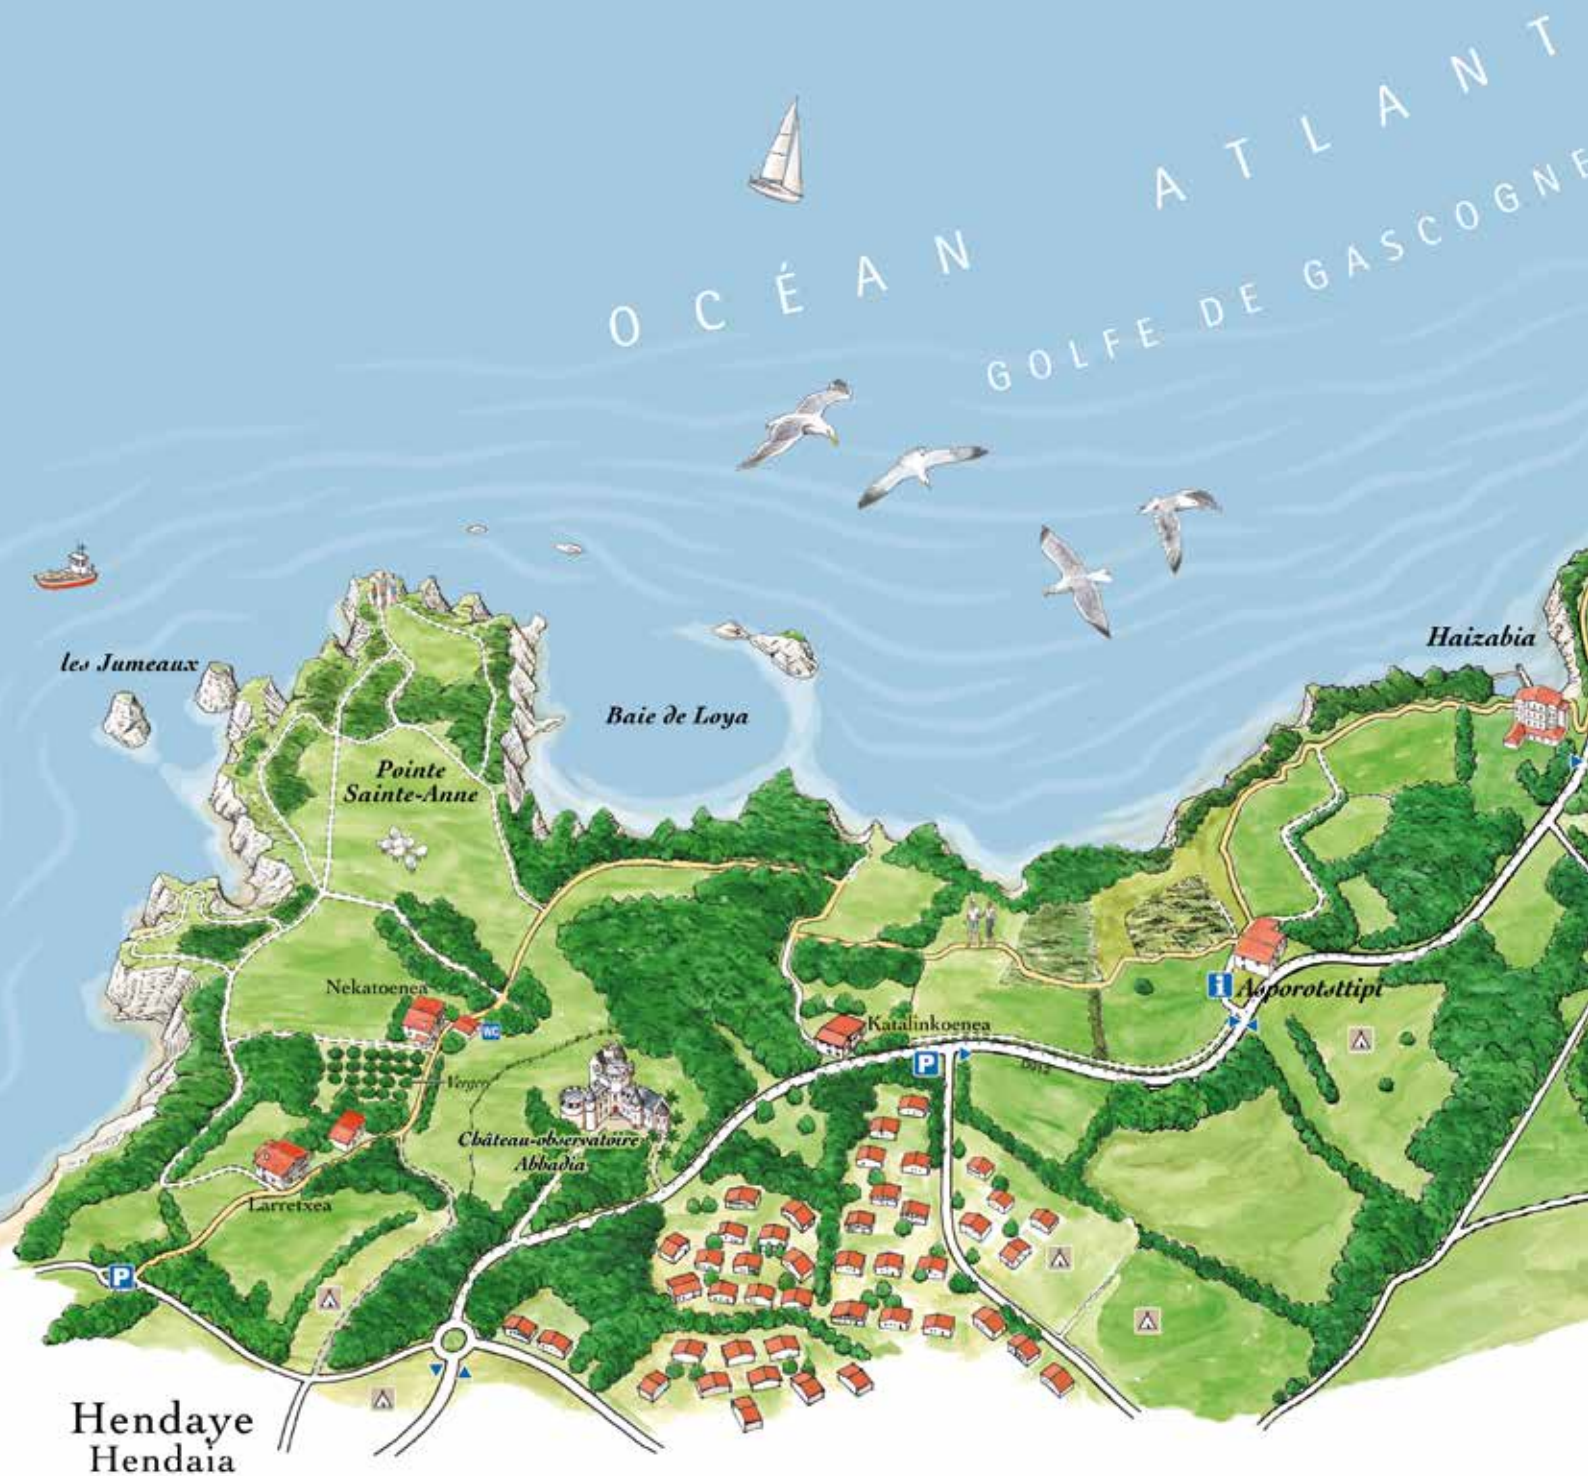 OCÉAN ATLANT
GOLFE DE GASCOGNE
Haizabia
les Jumeaux
Baie de Loya
Pointe
Sainte-Anne
Nekatoenea
WC
i Asporotsttipi
Katalinkoenea
P
D912
Verger
Château-observatoire
Abbadia
Larretxea
P
Hendaye
Hendaia